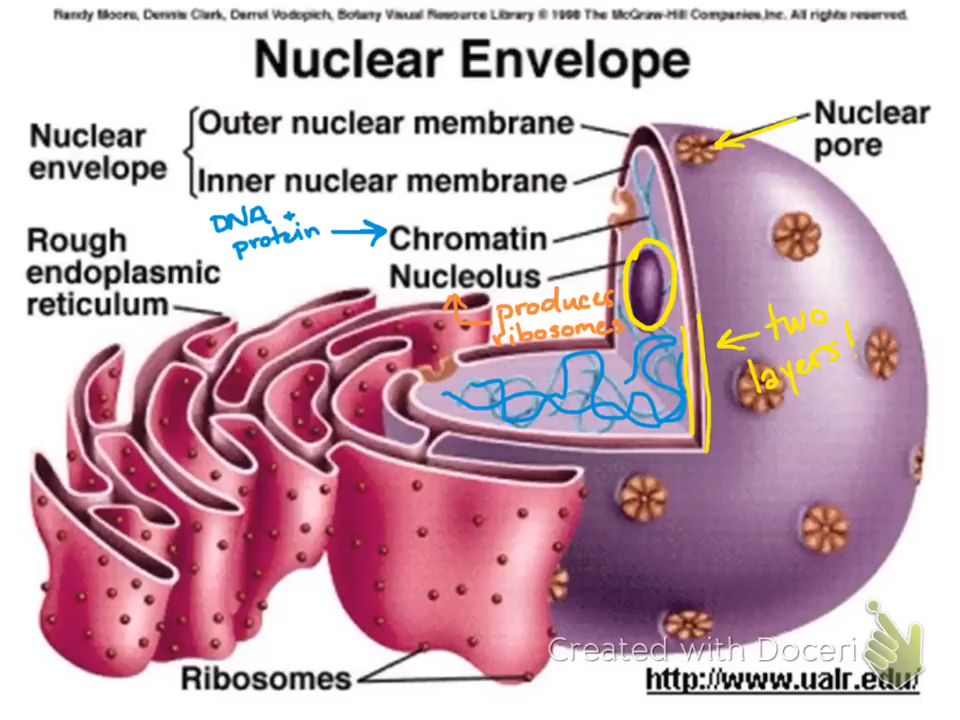 Randy Moore, Dennis Clark, Darrel Vodopich, Botany Visual Resource Library © 1998 The McGraw-Hill Companies,Inc. All rights reserved.
Nuclear Envelope
Nuclear
envelope
Outer nuclear membrane
Inner nuclear membrane
Nuclear
pore
DNA +
protein
Chromatin
Nucleolus
Rough
endoplasmic
reticulum
produces
ribosomes
two
layers!
Ribosomes
Created with Doceri
http://www.ualr.edu/